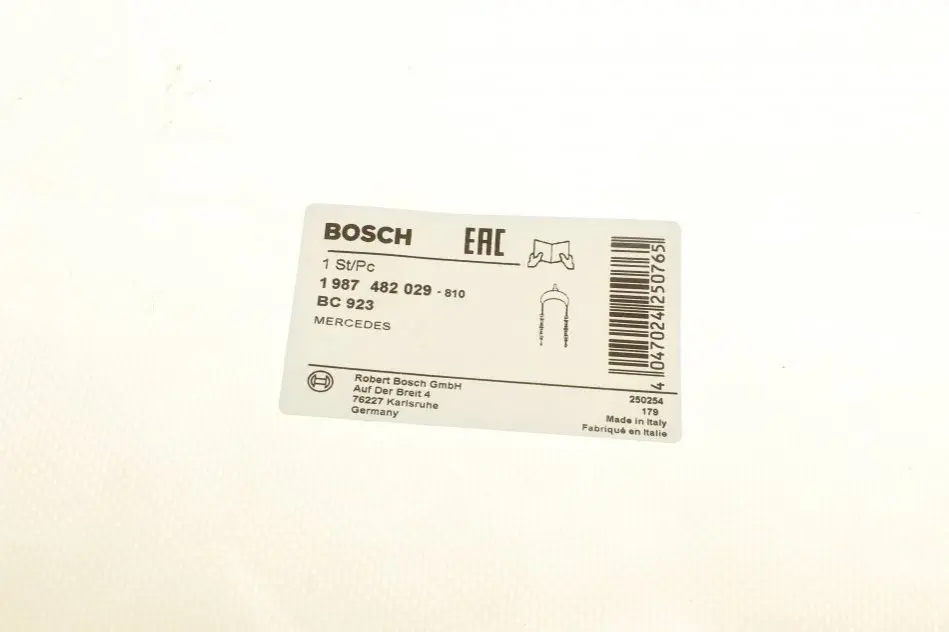 BOSCH
EAC
1 St/Pc
1 987 482 029 - 810
BC 923
MERCEDES
4 047024 250765
Robert Bosch GmbH
Auf Der Breit 4
76227 Karlsruhe
Germany
250254
179
Made in Italy
Fabriqué en Italie